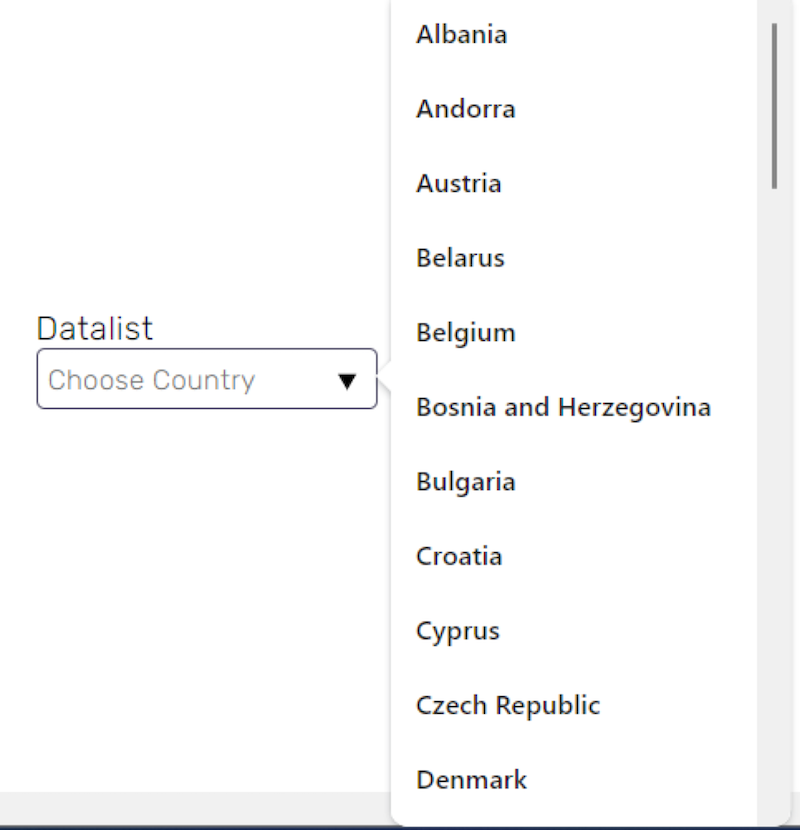 Datalist
Choose Country
Albania
Andorra
Austria
Belarus
Belgium
Bosnia and Herzegovina
Bulgaria
Croatia
Cyprus
Czech Republic
Denmark